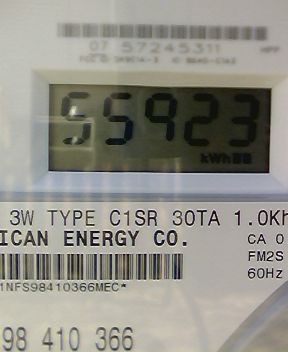 07 57245311
55923
kWh
3W TYPE C1SR 30TA 1.0Kh
ICAN ENERGY CO.
CA 0
FM2S
60Hz
1NFS98410366MEC*
98 410 366